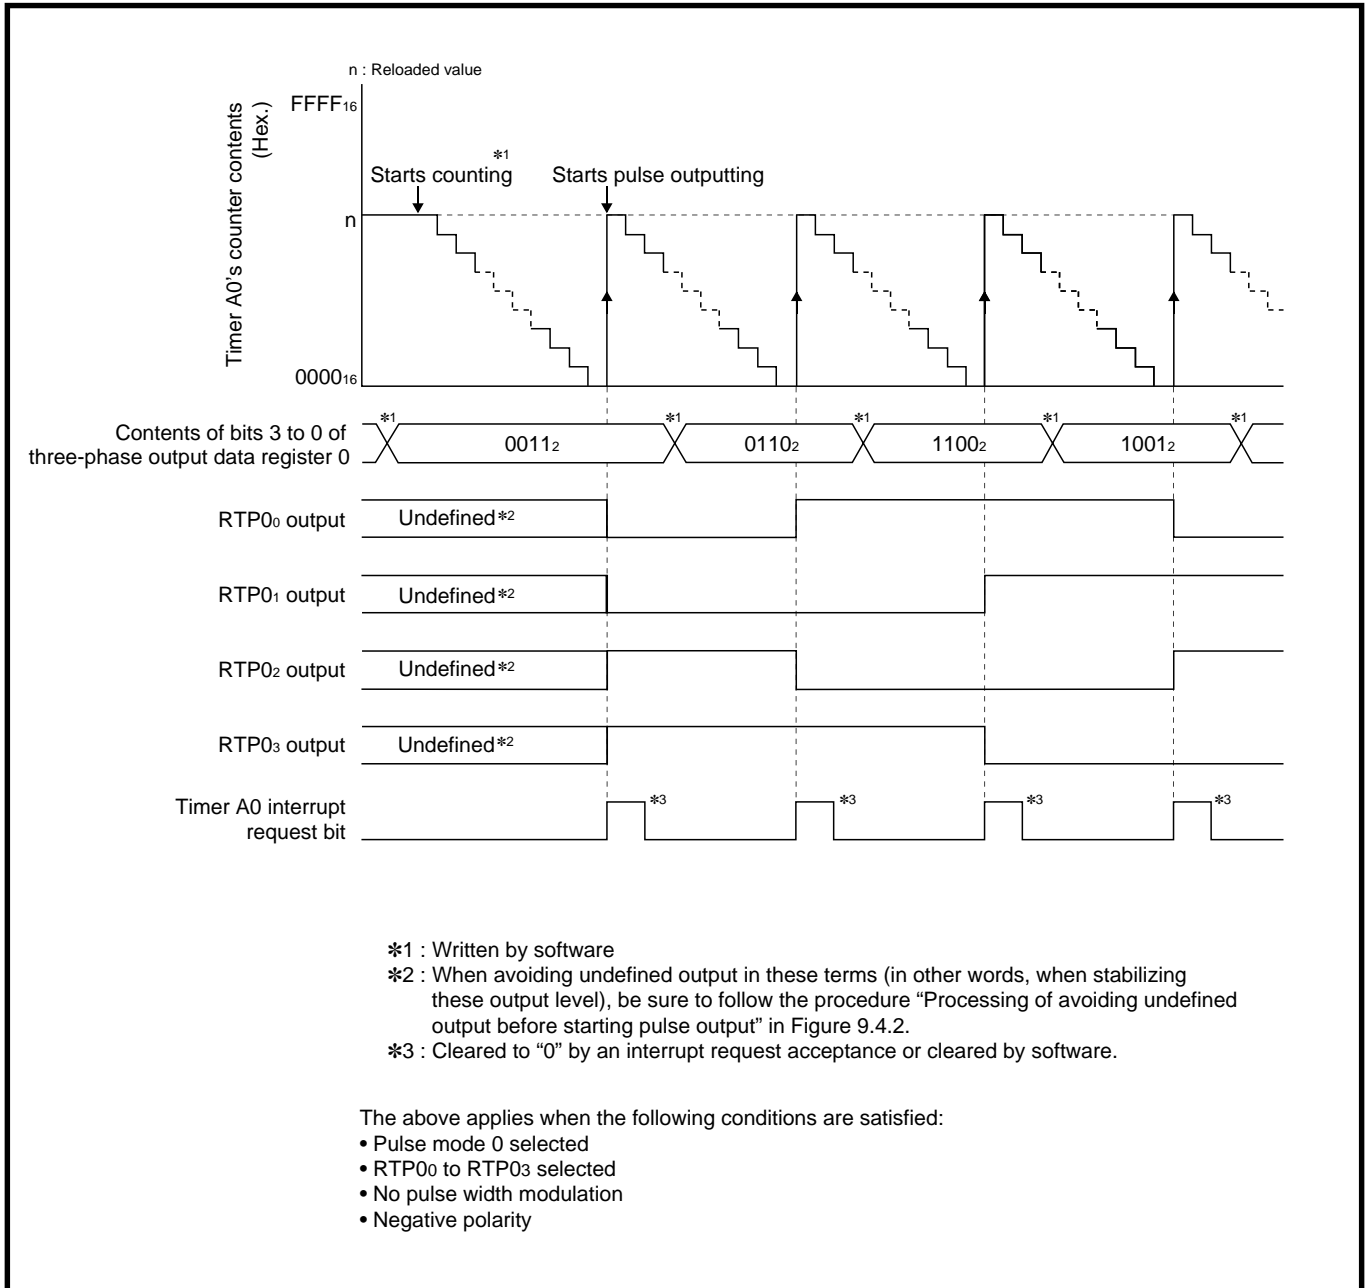 n : Reloaded value
FFFF16
Timer A0’s counter contents
(Hex.)
✻1
Starts counting
Starts pulse outputting
n
000016
✻1
✻1
✻1
✻1
✻1
Contents of bits 3 to 0 of
three-phase output data register 0
00112
01102
11002
10012
RTP00 output
Undefined✻2
RTP01 output
Undefined✻2
RTP02 output
Undefined✻2
RTP03 output
Undefined✻2
Timer A0 interrupt
request bit
✻3
✻3
✻3
✻3
✻1 : Written by software
✻2 : When avoiding undefined output in these terms (in other words, when stabilizing
these output level), be sure to follow the procedure “Processing of avoiding undefined
output before starting pulse output” in Figure 9.4.2.
✻3 : Cleared to “0” by an interrupt request acceptance or cleared by software.
The above applies when the following conditions are satisfied:
• Pulse mode 0 selected
• RTP00 to RTP03 selected
• No pulse width modulation
• Negative polarity